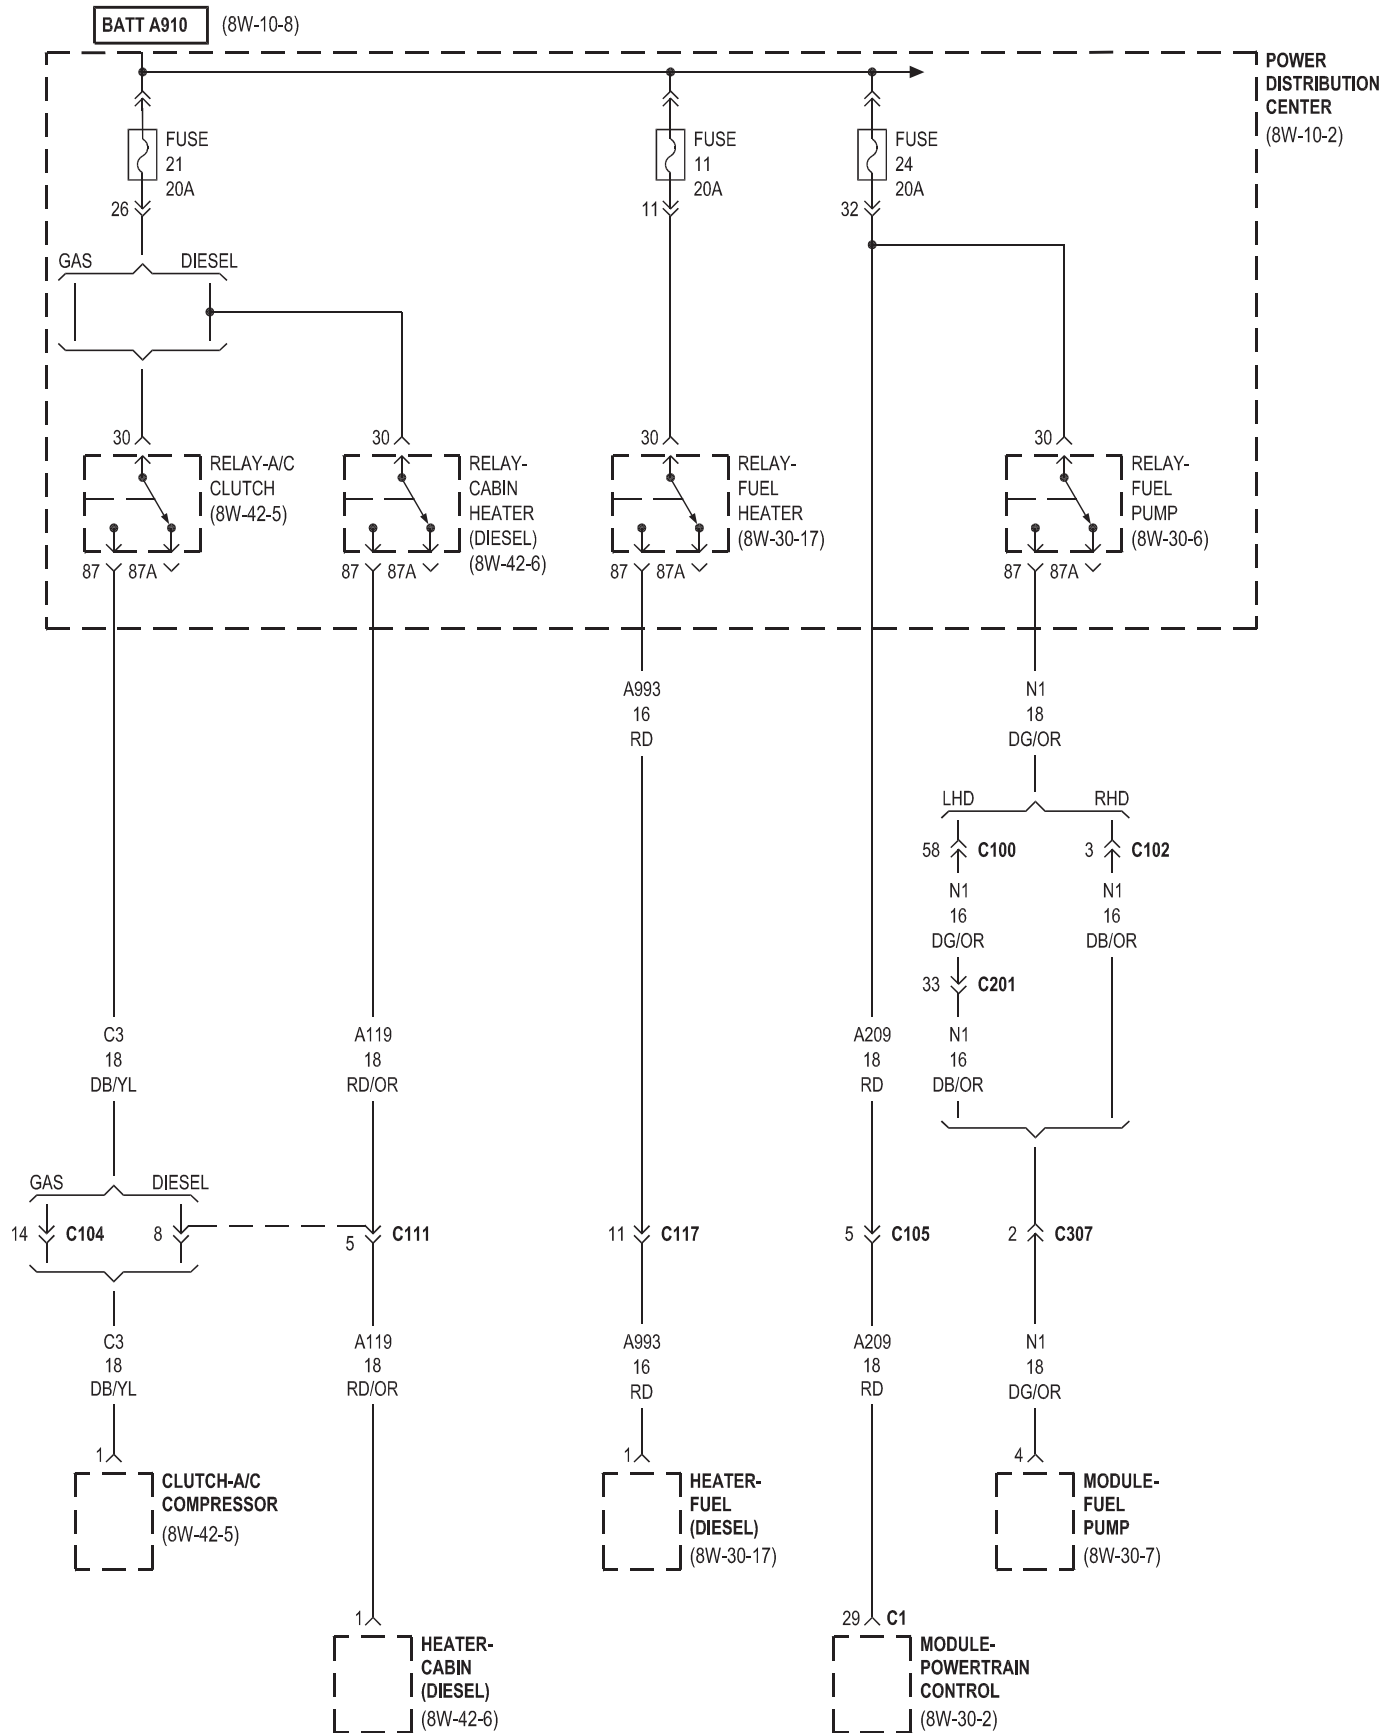 BATT A910 (8W-10-8)
POWER
DISTRIBUTION
CENTER
(8W-10-2)
FUSE
21
20A
26
FUSE
11
20A
11
FUSE
24
20A
32
GAS DIESEL
30
RELAY-A/C
CLUTCH
(8W-42-5)
87 87A
30
RELAY-
CABIN
HEATER
(DIESEL)
(8W-42-6)
87 87A
30
RELAY-
FUEL
HEATER
(8W-30-17)
87 87A
30
RELAY-
FUEL
PUMP
(8W-30-6)
87 87A
A993
16
RD
N1
18
DG/OR
LHD RHD
58 C100
3 C102
N1
16
DG/OR
N1
16
DB/OR
33 C201
C3
18
DB/YL
A119
18
RD/OR
A209
18
RD
N1
16
DB/OR
GAS DIESEL
14 C104
8
5 C111
11 C117
5 C105
2 C307
C3
18
DB/YL
A119
18
RD/OR
A993
16
RD
A209
18
RD
N1
18
DG/OR
1
CLUTCH-A/C
COMPRESSOR
(8W-42-5)
1
HEATER-
FUEL
(DIESEL)
(8W-30-17)
4
MODULE-
FUEL
PUMP
(8W-30-7)
1
HEATER-
CABIN
(DIESEL)
(8W-42-6)
29 C1
MODULE-
POWERTRAIN
CONTROL
(8W-30-2)